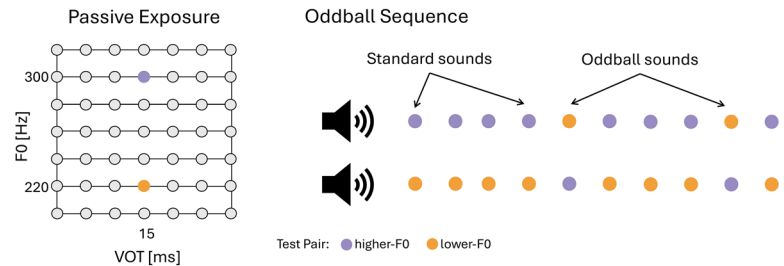 Passive Exposure
Oddball Sequence
Standard sounds
Oddball sounds
300
F0 [Hz]
220
15
VOT [ms]
Test Pair: higher-F0 lower-F0